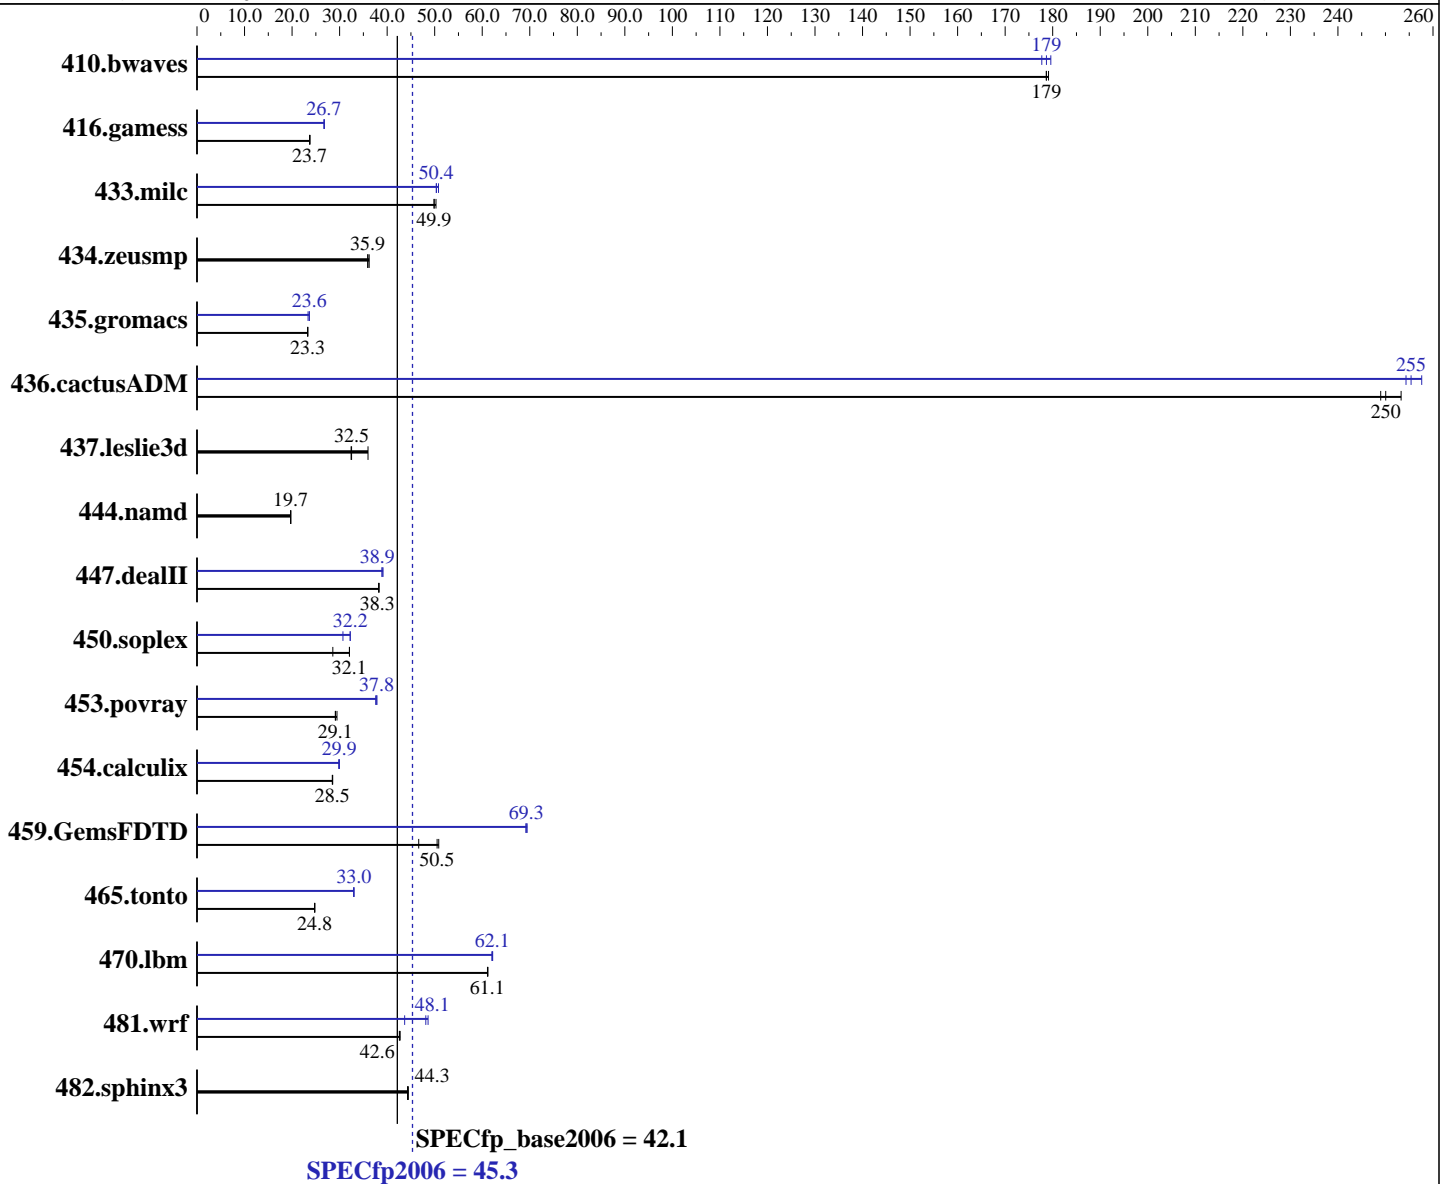 0 10.0 20.0 30.0 40.0 50.0 60.0 70.0 80.0 90.0 100 110 120 130 140 150 160 170 180 190 200 210 220 230 240 260
179
410.bwaves
179
26.7
416.gamess
23.7
50.4
433.milc
49.9
35.9
434.zeusmp
23.6
435.gromacs
23.3
255
436.cactusADM
250
32.5
437.leslie3d
19.7
444.namd
38.9
447.dealII
38.3
32.2
450.soplex
32.1
37.8
453.povray
29.1
29.9
454.calculix
28.5
69.3
459.GemsFDTD
50.5
33.0
465.tonto
24.8
62.1
470.lbm
61.1
48.1
481.wrf
42.6
44.3
482.sphinx3
SPECfp_base2006 = 42.1
SPECfp2006 = 45.3